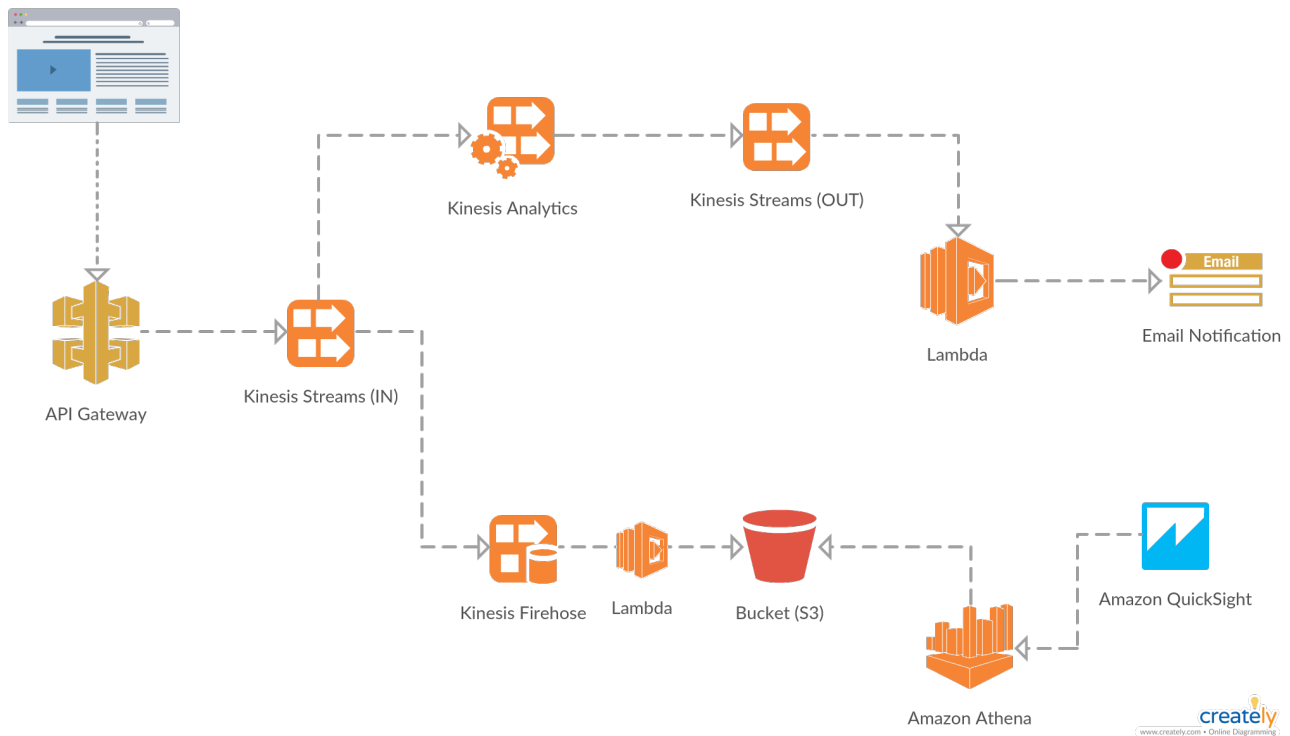 Kinesis Analytics
Kinesis Streams (OUT)
Email
Email Notification
Lambda
Kinesis Streams (IN)
API Gateway
Kinesis Firehose
Lambda
Bucket (S3)
Amazon QuickSight
Amazon Athena
creately
www.creately.com • Online Diagramming